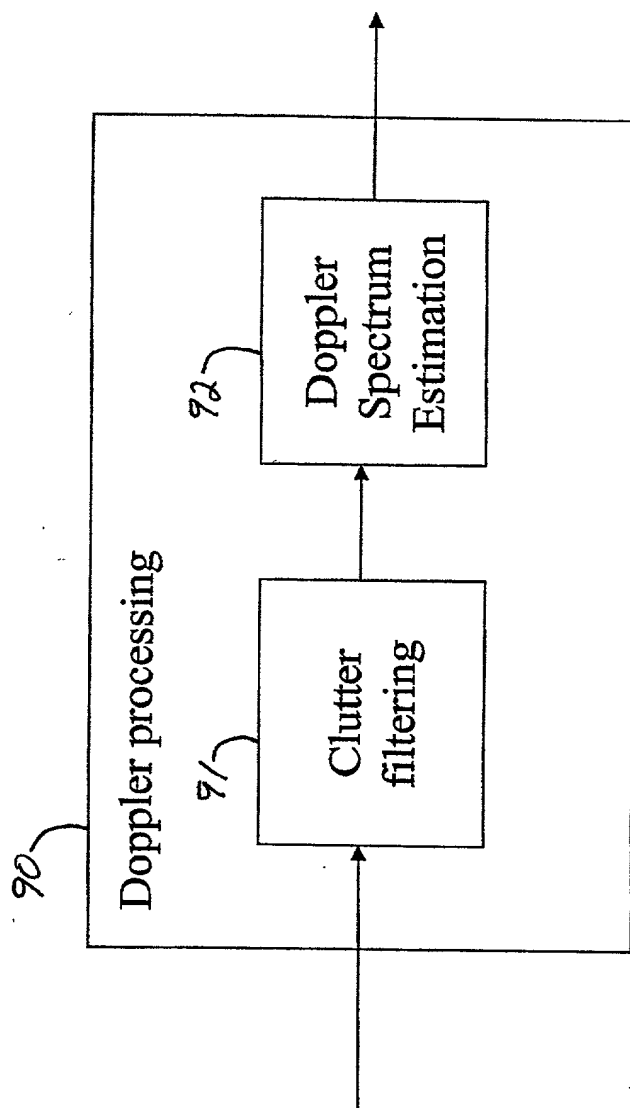 90
Doppler processing
91
Clutter
filtering
92
Doppler
Spectrum
Estimation